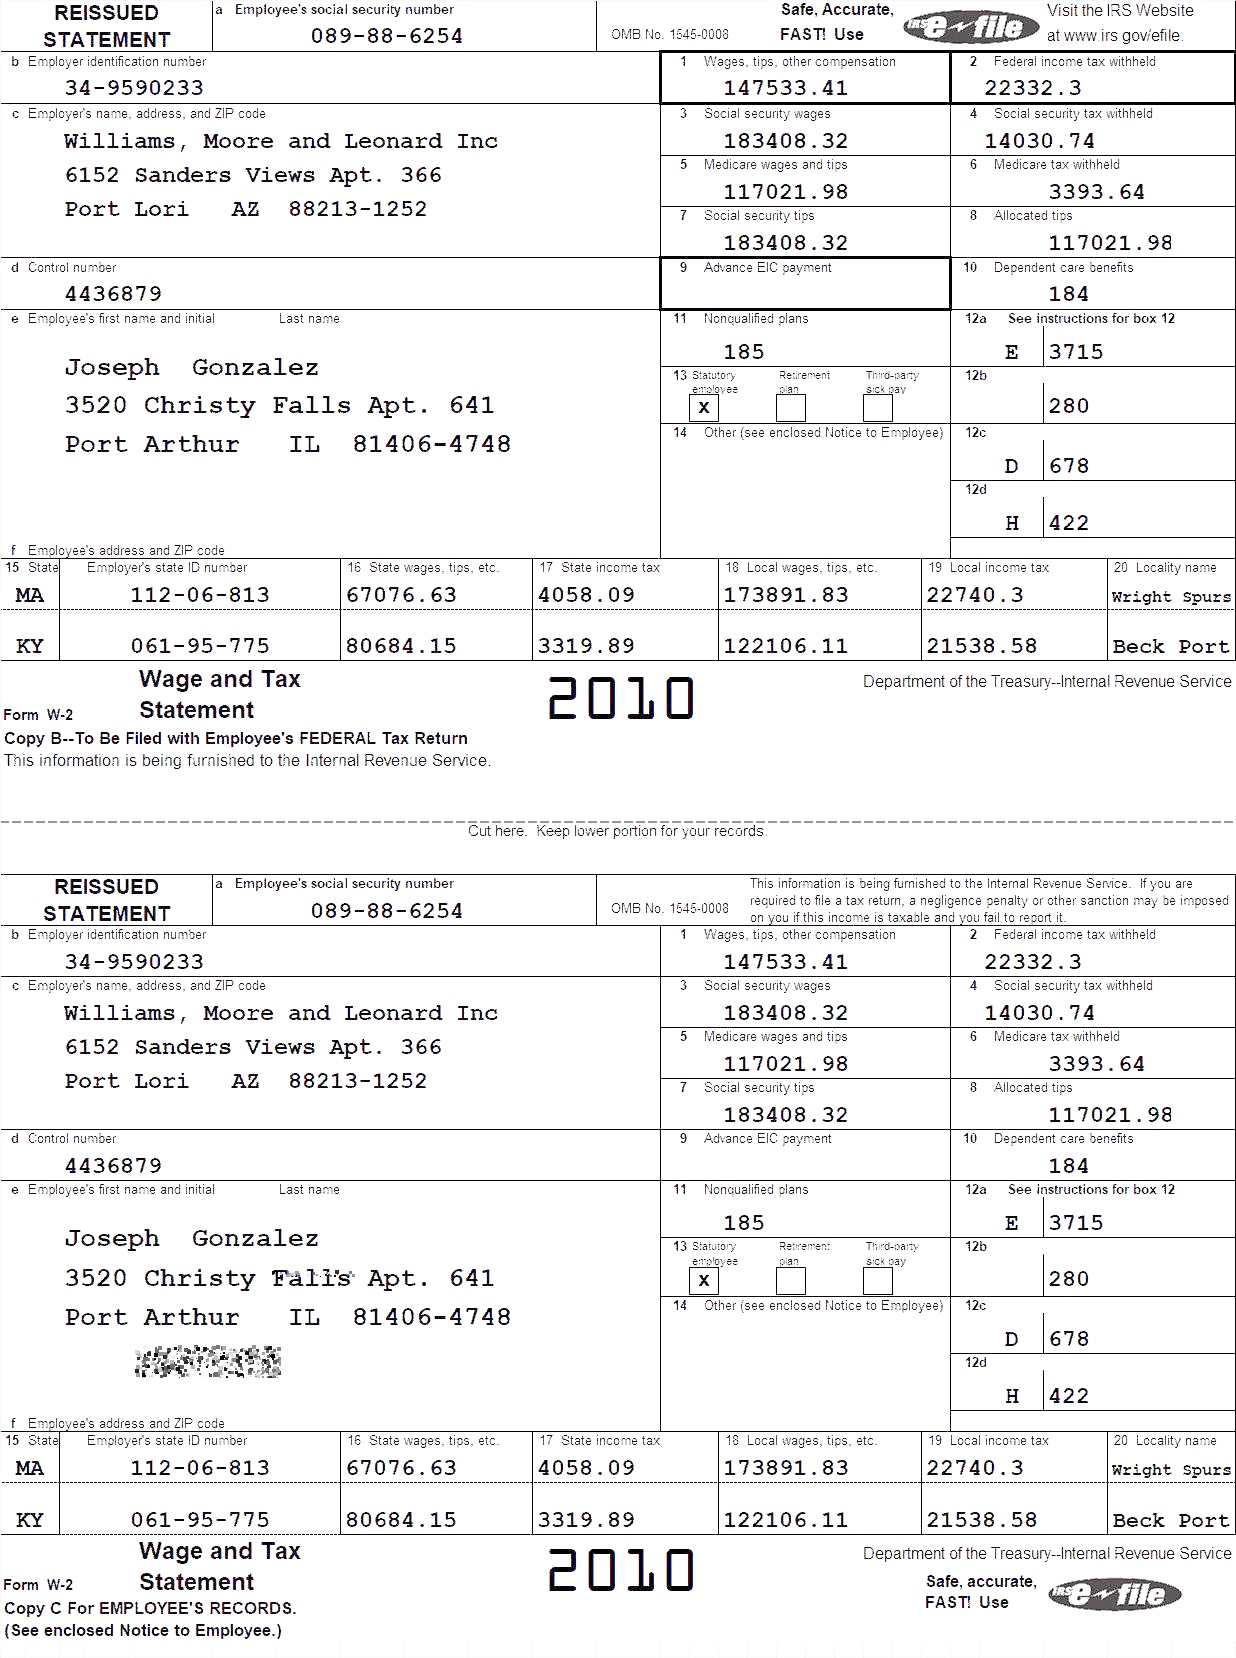 REISSUED STATEMENT
a Employee's social security number
089-88-6254
OMB No. 1545-0008
Safe, Accurate, FAST! Use
IRS e-file
Visit the IRS Website at www.irs.gov/efile.
b Employer identification number
34-9590233
1 Wages, tips, other compensation
147533.41
2 Federal income tax withheld
22332.3
c Employer's name, address, and ZIP code
Williams, Moore and Leonard Inc
6152 Sanders Views Apt. 366
Port Lori AZ 88213-1252
3 Social security wages
183408.32
4 Social security tax withheld
14030.74
5 Medicare wages and tips
117021.98
6 Medicare tax withheld
3393.64
7 Social security tips
183408.32
8 Allocated tips
117021.98
d Control number
4436879
9 Advance EIC payment
10 Dependent care benefits
184
e Employee's first name and initial Last name
Joseph Gonzalez
3520 Christy Falls Apt. 641
Port Arthur IL 81406-4748
11 Nonqualified plans
185
12a See instructions for box 12
E 3715
13 Statutory employee Retirement plan Third-party sick pay
X
12b
280
14 Other (see enclosed Notice to Employee)
12c
D 678
12d
H 422
f Employee's address and ZIP code
15 State Employer's state ID number 16 State wages, tips, etc. 17 State income tax 18 Local wages, tips, etc. 19 Local income tax 20 Locality name
MA 112-06-813 67076.63 4058.09 173891.83 22740.3 Wright Spurs
KY 061-95-775 80684.15 3319.89 122106.11 21538.58 Beck Port
Form W-2 Wage and Tax Statement
2010
Department of the Treasury--Internal Revenue Service
Copy B--To Be Filed with Employee's FEDERAL Tax Return
This information is being furnished to the Internal Revenue Service.
Cut here. Keep lower portion for your records.
REISSUED STATEMENT
a Employee's social security number
089-88-6254
OMB No. 1545-0008
This information is being furnished to the Internal Revenue Service. If you are
required to file a tax return, a negligence penalty or other sanction may be imposed
on you if this income is taxable and you fail to report it.
b Employer identification number
34-9590233
1 Wages, tips, other compensation
147533.41
2 Federal income tax withheld
22332.3
c Employer's name, address, and ZIP code
Williams, Moore and Leonard Inc
6152 Sanders Views Apt. 366
Port Lori AZ 88213-1252
3 Social security wages
183408.32
4 Social security tax withheld
14030.74
5 Medicare wages and tips
117021.98
6 Medicare tax withheld
3393.64
7 Social security tips
183408.32
8 Allocated tips
117021.98
d Control number
4436879
9 Advance EIC payment
10 Dependent care benefits
184
e Employee's first name and initial Last name
Joseph Gonzalez
3520 Christy Falls Apt. 641
Port Arthur IL 81406-4748
11 Nonqualified plans
185
12a See instructions for box 12
E 3715
13 Statutory employee Retirement plan Third-party sick pay
X
12b
280
14 Other (see enclosed Notice to Employee)
12c
D 678
12d
H 422
f Employee's address and ZIP code
15 State Employer's state ID number 16 State wages, tips, etc. 17 State income tax 18 Local wages, tips, etc. 19 Local income tax 20 Locality name
MA 112-06-813 67076.63 4058.09 173891.83 22740.3 Wright Spurs
KY 061-95-775 80684.15 3319.89 122106.11 21538.58 Beck Port
Form W-2 Wage and Tax Statement
2010
Department of the Treasury--Internal Revenue Service
Safe, accurate, FAST! Use
IRS e-file
Copy C For EMPLOYEE'S RECORDS.
(See enclosed Notice to Employee.)